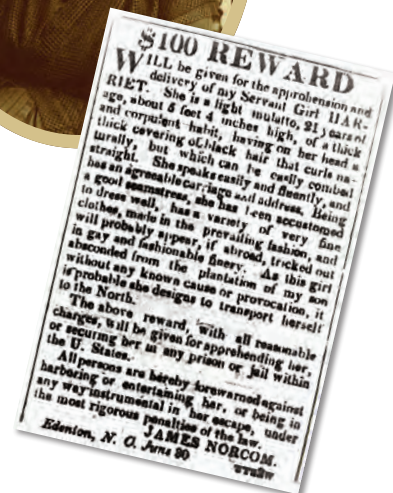 $100 REWARD
WILL be given for the apprehension and
delivery of my Servant Girl HAR-
RIET. She is a light mulatto, 21 years of
age, about 5 feet 4 inches high, of a thick
and corpulent habit, having on her head a
thick covering of black hair that curls na-
turally, but which can be easily combed
straight. She speaks easily and fluently, and
has an agreeable carriage and address. Being
a good seamstress, she has been accustomed
to dress well, has a variety of very fine
clothes, made in the prevailing fashion, and
will probably appear, if abroad, tricked out
in gay and fashionable finery. As this girl
absconded from the plantation of my son
without any known cause or provocation, it
is probable she designs to transport herself
to the North.
The above reward, with all reasonable
charges, will be given for apprehending her,
or securing her in any prison or jail within
the U. States.
All persons are hereby forewarned against
harboring or entertaining her, or being in
any way instrumental in her escape, under
the most rigorous penalties of the law.
JAMES NORCOM.
Edenton, N. C. June 30